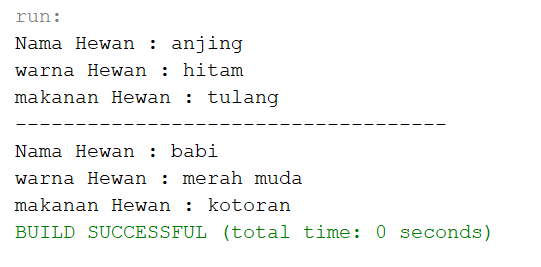 run:
Nama Hewan : anjing
warna Hewan : hitam
makanan Hewan : tulang
------------------------------------
Nama Hewan : babi
warna Hewan : merah muda
makanan Hewan : kotoran
BUILD SUCCESSFUL (total time: 0 seconds)